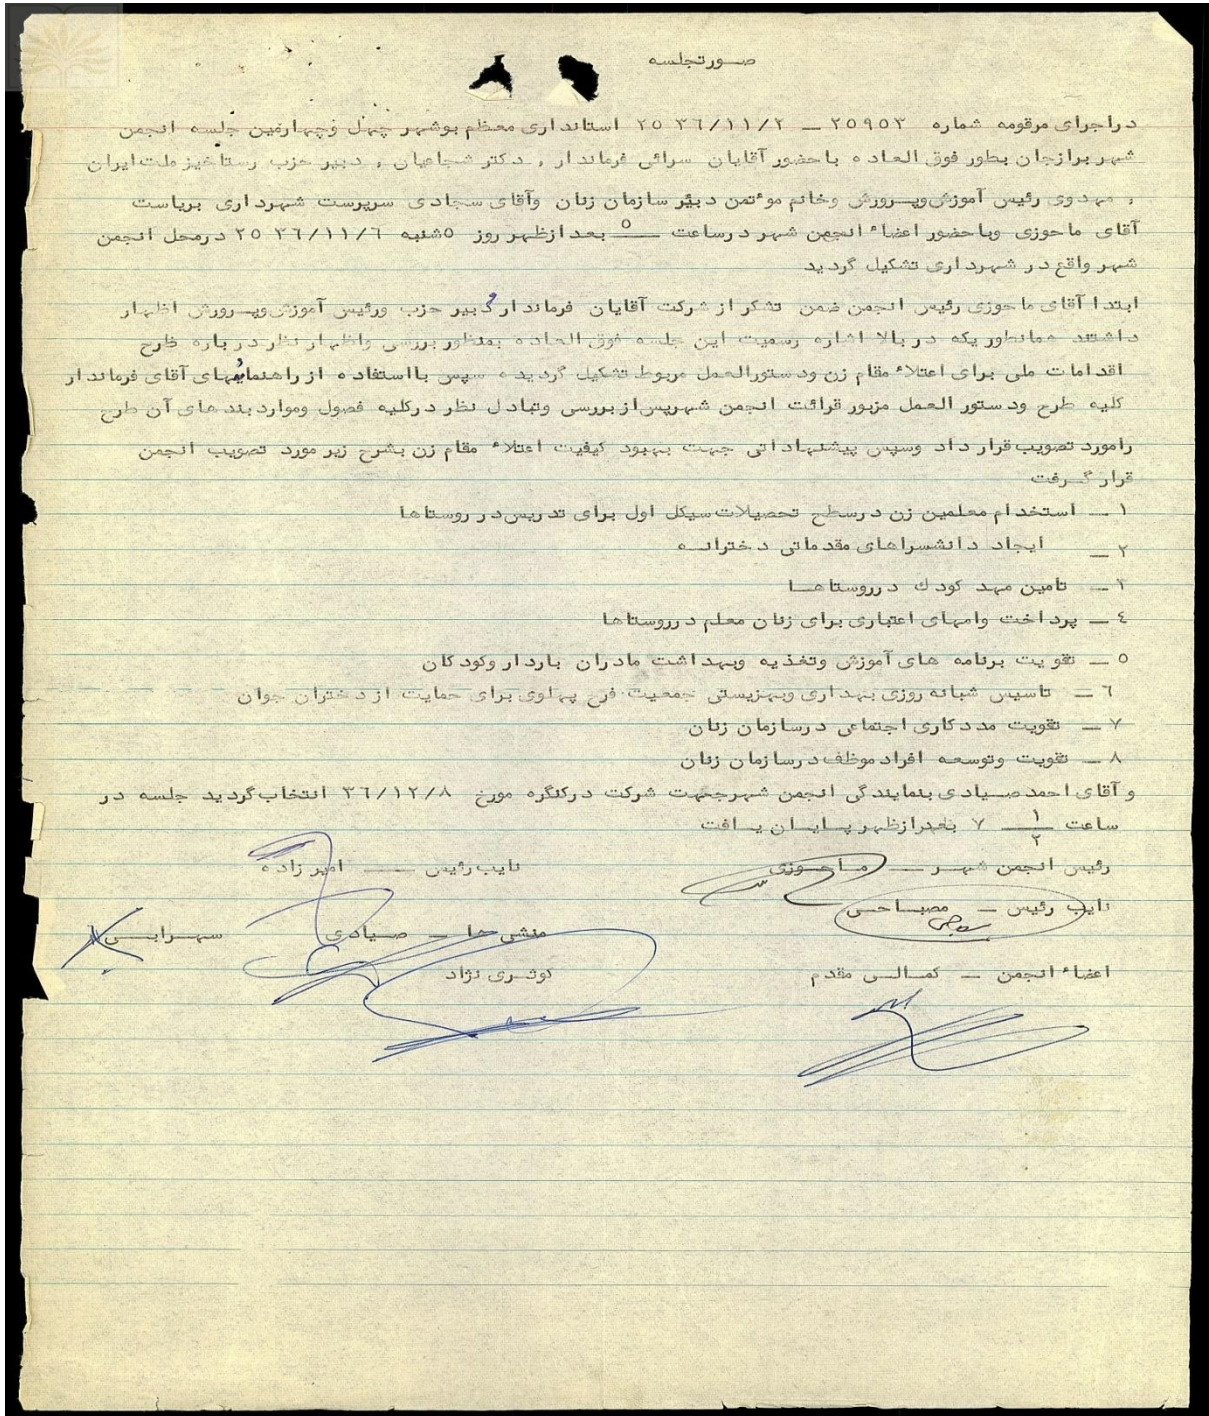 صورتجلسه
دراجرای مرقومه شماره ۲۵۹۵۳ – ۲۵۳۶/۱۱/۲ استانداری معظم بوشهر چهل وچهارمین جلسه انجمن
شهر برازجان بطور فوق العاده باحضور آقایان سرائی فرماندار , دکتر شجاعیان , دبیر حزب رستاخیز ملت ایران
, مهدوی رئیس آموزش وپرورش وخانم موءتمن دبیر سازمان زنان وآقای سجادی سرپرست شهرداری بریاست
آقای ماحوزی وباحضور اعضاء انجمن شهر درساعت ۵ بعدازظهر روز ۵شنبه ۲۵۳۶/۱۱/۶ درمحل انجمن
شهر واقع در شهرداری تشکیل گردید
ابتدا آقای ماحوزی رئیس انجمن ضمن تشکر از شرکت آقایان فرماندار و دبیر حزب ورئیس آموزش وپرورش اظهار
داشتند همانطوریکه در بالا اشاره رسمیت این جلسه فوق العاده بمنظور بررسی واظهار نظر درباره طرح
اقدامات ملی برای اعتلاء مقام زن ودستورالعمل مربوط تشکیل گردیده سپس بااستفاده از راهنمائیهای آقای فرماندار
کلیه طرح ودستور العمل مزبور قرائت انجمن شهرپس از بررسی وتبادل نظر درکلیه فصول ومواردبندهای آن طرح
رامورد تصویب قرار داد وسپس پیشنهاداتی جهت بهبود کیفیت اعتلاء مقام زن بشرح زیر مورد تصویب انجمن
قرار گرفت
۱ – استخدام معلمین زن درسطح تحصیلات سیکل اول برای تدریس در روستاها
۲ – ایجاد دانشسراهای مقدماتی دخترانه
۳ – تامین مهد کودك درروستاها
۴ – پرداخت وامهای اعتباری برای زنان معلم درروستاها
۵ – تقویت برنامه های آموزش وتغذیه وبهداشت مادران باردار وکودکان
۶ – تاسیس شبانه روزی بهداری وبهزیستی جمعیت فرح پهلوی برای حمایت از دختران جوان
۷ – تقویت مددکاری اجتماعی درسازمان زنان
۸ – تقویت وتوسعه افراد موظف درسازمان زنان
و آقای احمد صیادی بنمایندگی انجمن شهرجهت شرکت درکنگره مورخ ۳۶/۱۲/۸ انتخاب گردید جلسه در
ساعت ۱/۲ ۷ بعدازظهر پایان یافت
رئیس انجمن شهر – ماحوزی نایب رئیس – امیرزاده
نایب رئیس – مصباحی
منشی ها – صیادی سهرابی
اعضاء انجمن – کمالی مقدم کوثری نژاد